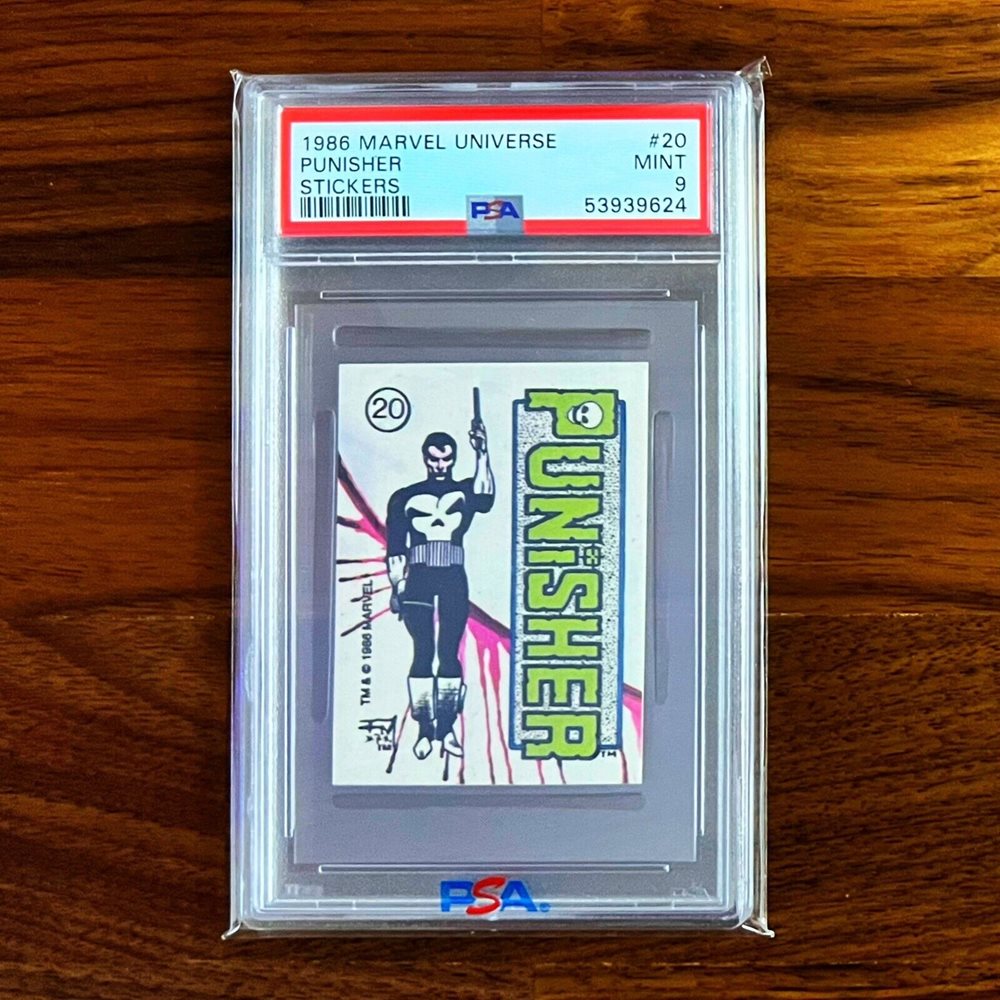 1986 MARVEL UNIVERSE #20
PUNISHER MINT
STICKERS 9
PSA 53939624
20
PUNiSHER
TM
TM & © 1986 MARVEL
PSA